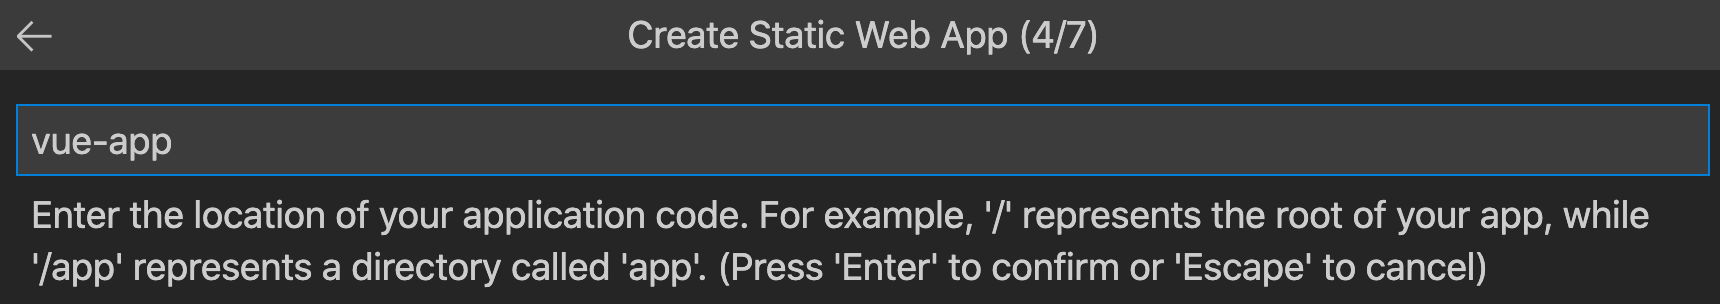 Create Static Web App (4/7)
vue-app
Enter the location of your application code. For example, '/' represents the root of your app, while
'/app' represents a directory called 'app'. (Press 'Enter' to confirm or 'Escape' to cancel)